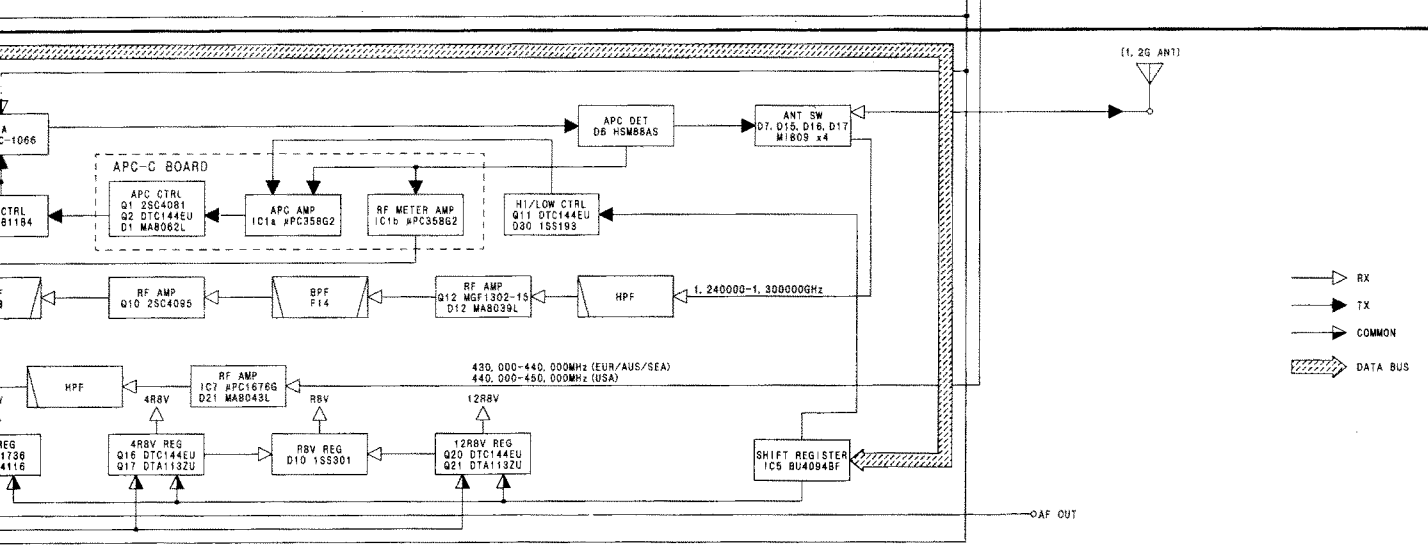 (1, 2G ANT)
A
C-1066
APC DET
D6 HSM88AS
ANT SW
D7, D15, D16, D17
MI809 x4
APC-C BOARD
CTRL
B1184
APC CTRL
Q1 2SC4081
Q2 DTC144EU
D1 MA8062L
APC AMP
IC1a µPC358G2
RF METER AMP
IC1b µPC358G2
HI/LOW CTRL
Q11 DTC144EU
D30 1SS193
RF AMP
Q10 2SC4095
BPF
F14
RF AMP
Q12 MGF1302-15
D12 MA8039L
HPF
1, 240000-1, 300000GHz
RX
TX
COMMON
DATA BUS
HPF
RF AMP
IC7 µPC1676G
D21 MA8043L
430, 000-440, 000MHz (EUR/AUS/SEA)
440, 000-450, 000MHz (USA)
4R8V
R8V
12R8V
REG
1736
4116
4R8V REG
Q16 DTC144EU
Q17 DTA113ZU
R8V REG
D10 1SS301
12R8V REG
Q20 DTC144EU
Q21 DTA113ZU
SHIFT REGISTER
IC5 BU4094BF
AF OUT